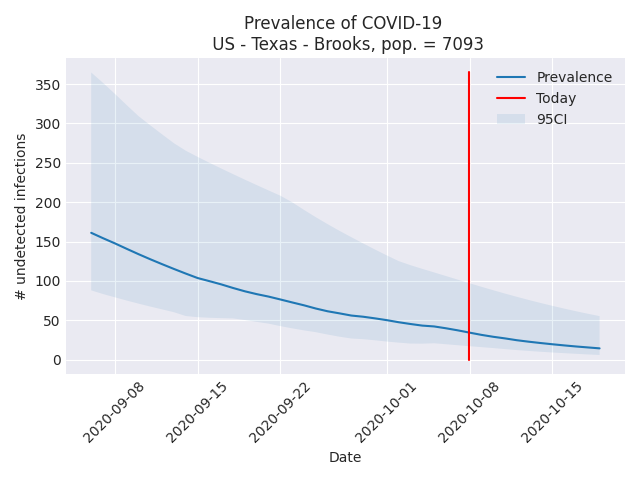 Prevalence of COVID-19
US - Texas - Brooks, pop. = 7093
# undetected infections
350
300
250
200
150
100
50
0
Prevalence
Today
95CI
2020-09-08
2020-09-15
2020-09-22
2020-10-01
2020-10-08
2020-10-15
Date